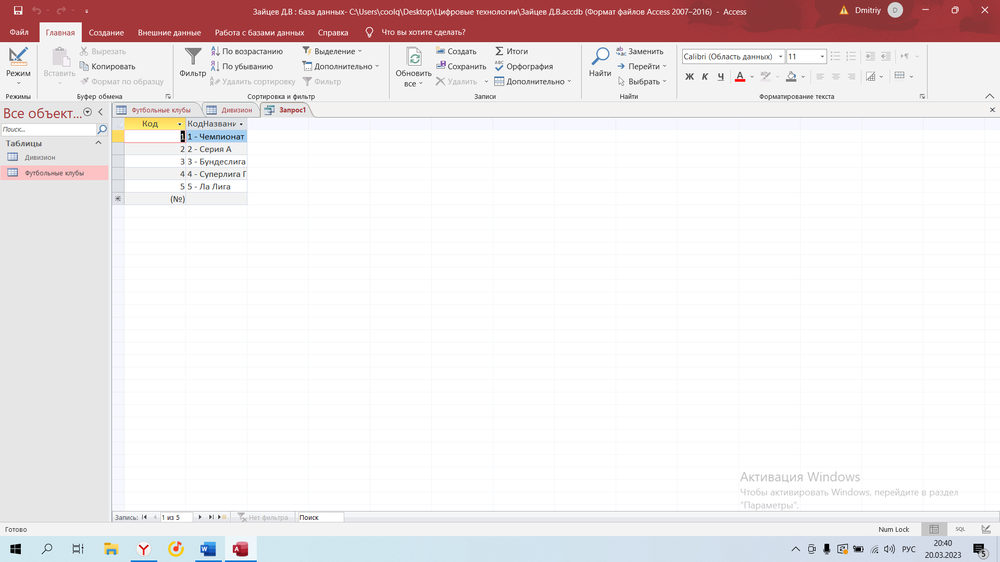 Зайцев Д.В : база данных- C:\Users\coolq\Desktop\Цифровые технологии\Зайцев Д.В.accdb (Формат файлов Access 2007–2016) - Access
Dmitriy
D
Файл
Главная
Создание
Внешние данные
Работа с базами данных
Справка
Что вы хотите сделать?
Режим
Режимы
Вставить
Вырезать
Копировать
Формат по образцу
Буфер обмена
Фильтр
По возрастанию
По убыванию
Удалить сортировку
Выделение
Дополнительно
Фильтр
Сортировка и фильтр
Обновить
все
Создать
Сохранить
Удалить
Итоги
Орфография
Дополнительно
Записи
Найти
Заменить
Перейти
Выбрать
Найти
Calibri (Область данных)
11
Ж К Ч
Форматирование текста
Все объект...
Поиск...
Таблицы
Дивизион
Футбольные клубы
Футбольные клубы
Дивизион
Запрос1
Код КодНазвани
1 1 - Чемпионат
2 2 - Серия А
3 3 - Бундеслига
4 4 - Суперлига Г
5 5 - Ла Лига
(№)
Активация Windows
Чтобы активировать Windows, перейдите в раздел
"Параметры".
Запись:
1 из 5
Нет фильтра
Поиск
Готово
Num Lock
SQL
РУС
20:40
20.03.2023
5